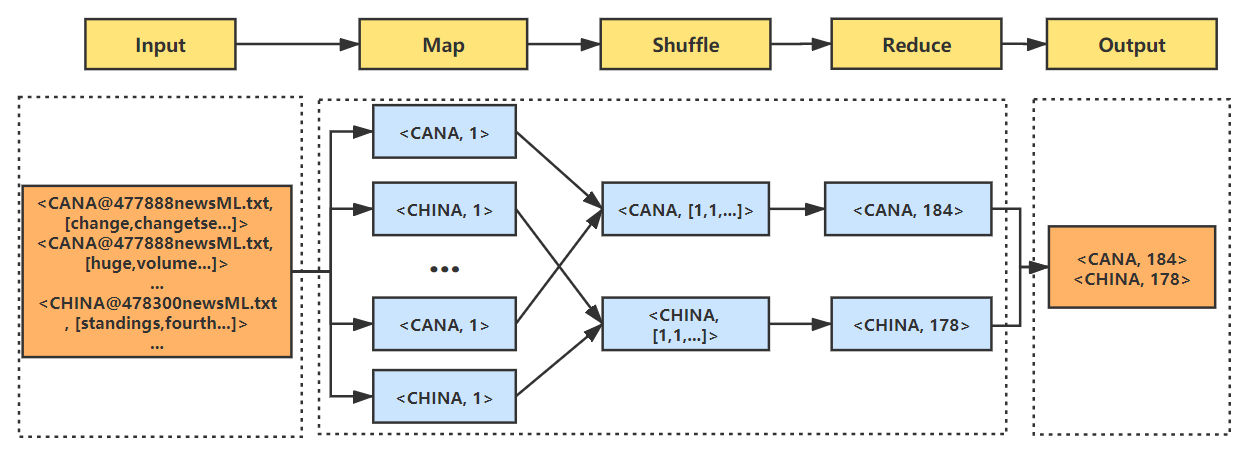 Input
Map
Shuffle
Reduce
Output
<CANA@477888newsML.txt,
[change,changetse...]>
<CANA@477888newsML.txt,
[huge,volume...]>
...
<CHINA@478300newsML.txt
, [standings,fourth...]>
...
<CANA, 1>
<CHINA, 1>
...
<CANA, 1>
<CHINA, 1>
<CANA, [1,1,...]>
<CHINA,
[1,1,...]>
<CANA, 184>
<CHINA, 178>
<CANA, 184>
<CHINA, 178>